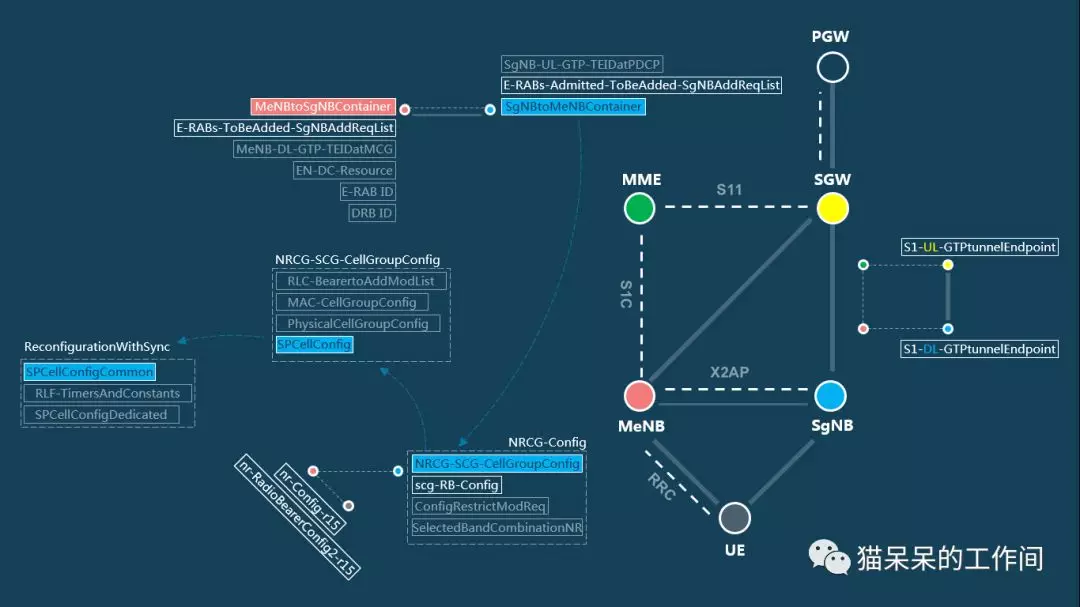 PGW
SgNB-UL-GTP-TEIDatPDCP
E-RABs-Admitted-ToBeAdded-SgNBAddReqList
SgNBtoMeNBContainer
MeNBtoSgNBContainer
E-RABs-ToBeAdded-SgNBAddReqList
MeNB-DL-GTP-TEIDatMCG
EN-DC-Resource
E-RAB ID
DRB ID
MME
S11
SGW
S1-UL-GTPtunnelEndpoint
S1C
S1-DL-GTPtunnelEndpoint
NRCG-SCG-CellGroupConfig
RLC-BearertoAddModList
MAC-CellGroupConfig
PhysicalCellGroupConfig
SPCellConfig
ReconfigurationWithSync
SPCellConfigCommon
RLF-TimersAndConstants
SPCellConfigDedicated
X2AP
MeNB
SgNB
RRC
UE
NRCG-Config
NRCG-SCG-CellGroupConfig
scg-RB-Config
ConfigRestrictModReq
SelectedBandCombinationNR
nr-Config-r15
nr-RadioBearerConfig2-r15
猫呆呆的工作间